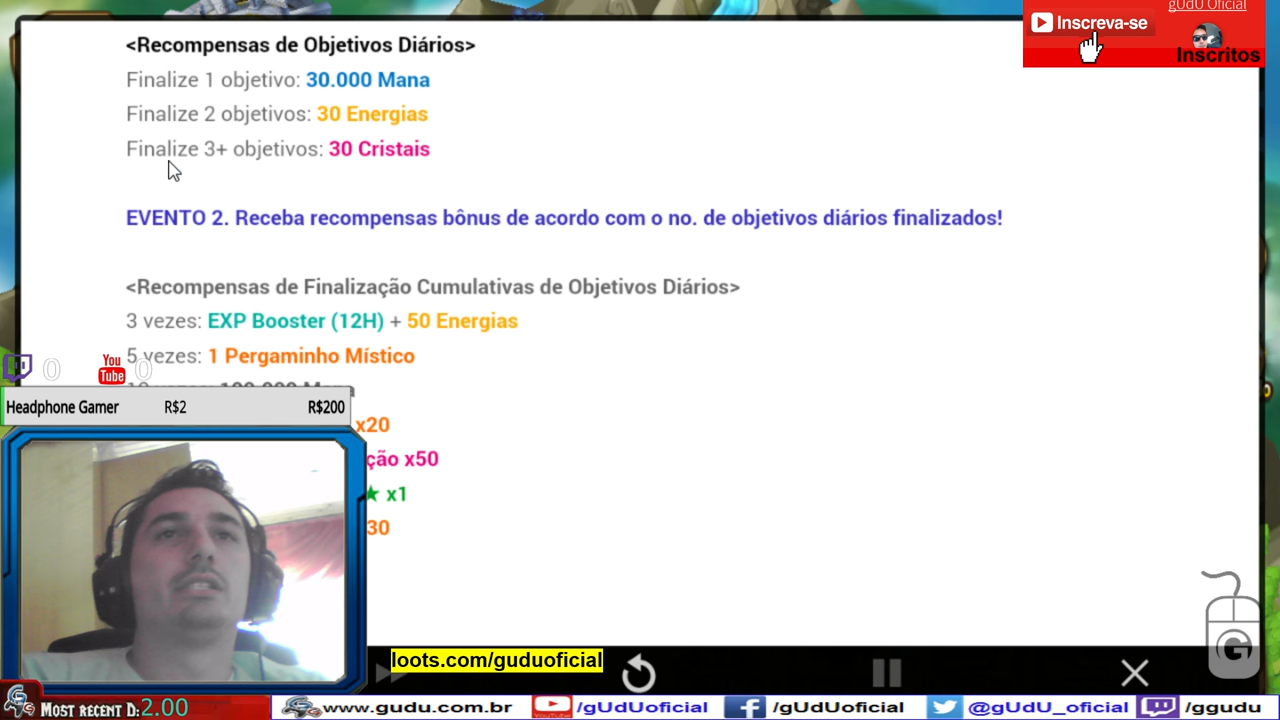 gUdU Oficial
Inscreva-se
Inscritos
<Recompensas de Objetivos Diários>
Finalize 1 objetivo: 30.000 Mana
Finalize 2 objetivos: 30 Energias
Finalize 3+ objetivos: 30 Cristais
EVENTO 2. Receba recompensas bônus de acordo com o no. de objetivos diários finalizados!
<Recompensas de Finalização Cumulativas de Objetivos Diários>
3 vezes: EXP Booster (12H) + 50 Energias
5 vezes: 1 Pergaminho Místico
0 You Tube 0
Headphone Gamer R$2 R$200
x20
ção x50
★ x1
30
loots.com/guduoficial
G
Most recent D: 2.00
www.gudu.com.br
YouTube /gUdUoficial
/gUdUoficial
@gUdU_oficial
/ggudu